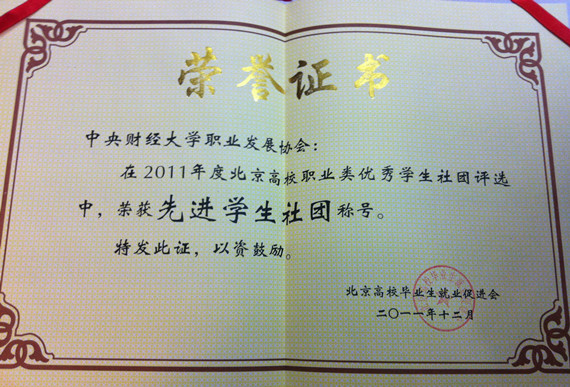 荣誉证书
中央财经大学职业发展协会：
在2011年度北京高校职业类优秀学生社团评选
中，荣获先进学生社团称号。
特发此证，以资鼓励。
北京高校毕业生就业促进会
二〇一一年十二月